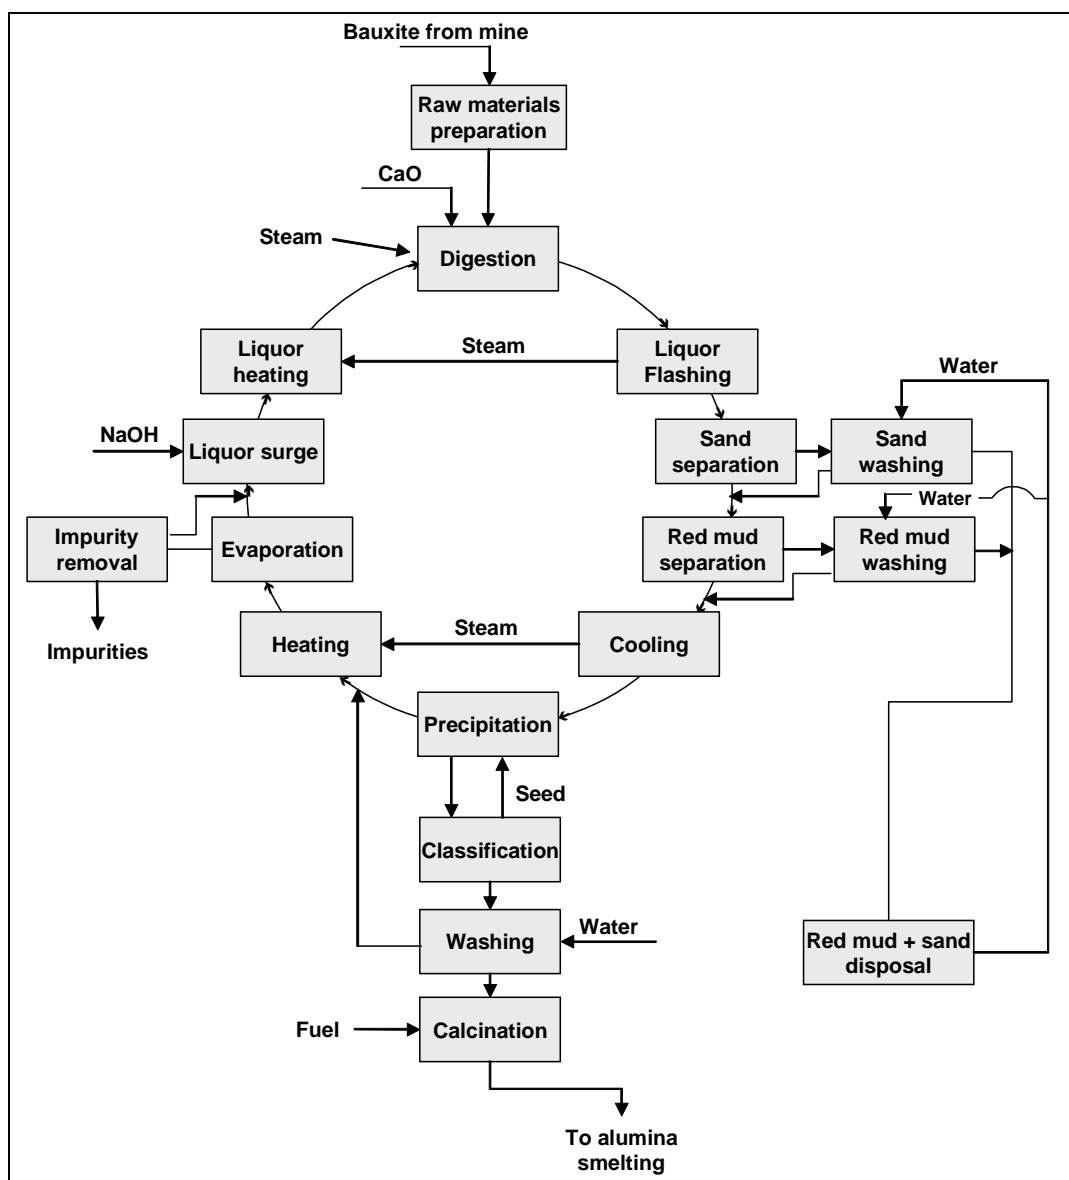 Bauxite from mine
Raw materials
preparation
CaO
Steam
Digestion
Liquor
heating
Steam
Liquor
Flashing
Water
NaOH
Liquor surge
Sand
separation
Sand
washing
Water
Impurity
removal
Evaporation
Red mud
separation
Red mud
washing
Impurities
Heating
Steam
Cooling
Precipitation
Seed
Classification
Washing
Water
Red mud + sand
disposal
Fuel
Calcination
To alumina
smelting